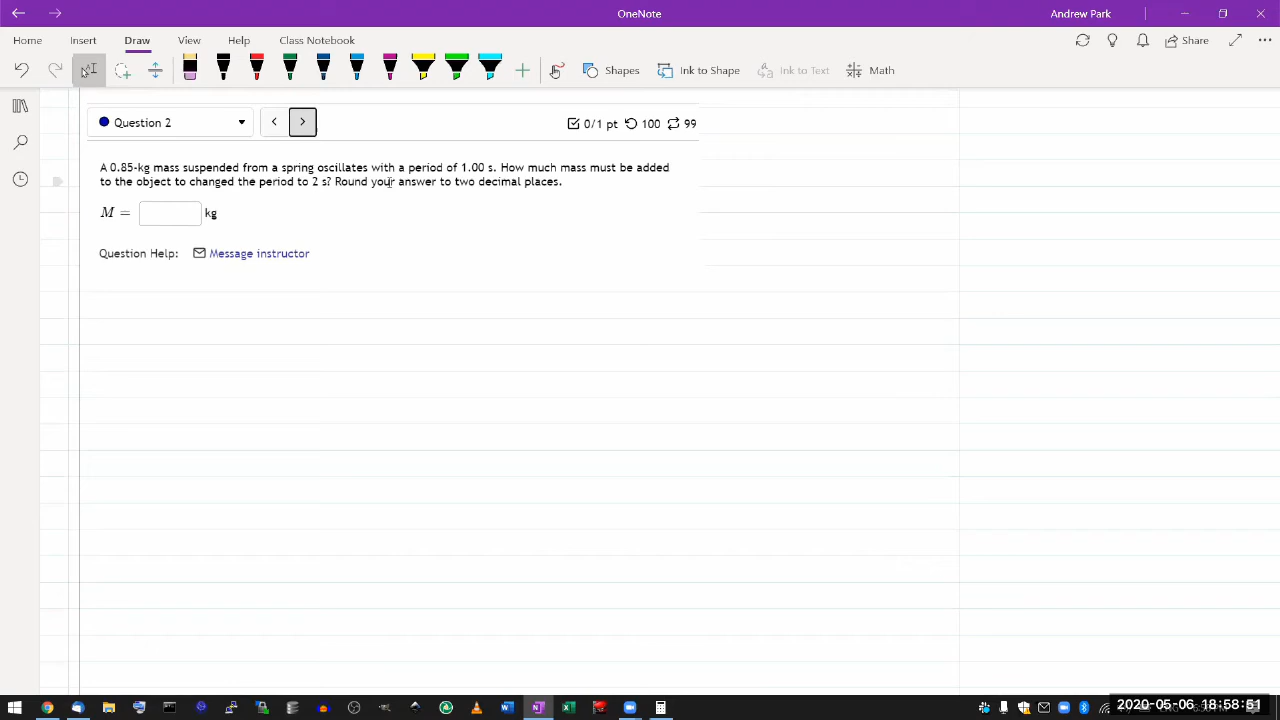 OneNote
Andrew Park
Home Insert Draw View Help Class Notebook
Share
Shapes Ink to Shape Ink to Text Math
Question 2
0/1 pt 100 99
A 0.85-kg mass suspended from a spring oscillates with a period of 1.00 s. How much mass must be added
to the object to changed the period to 2 s? Round your answer to two decimal places.
M = kg
Question Help: Message instructor
2020-05-06 18:58:51